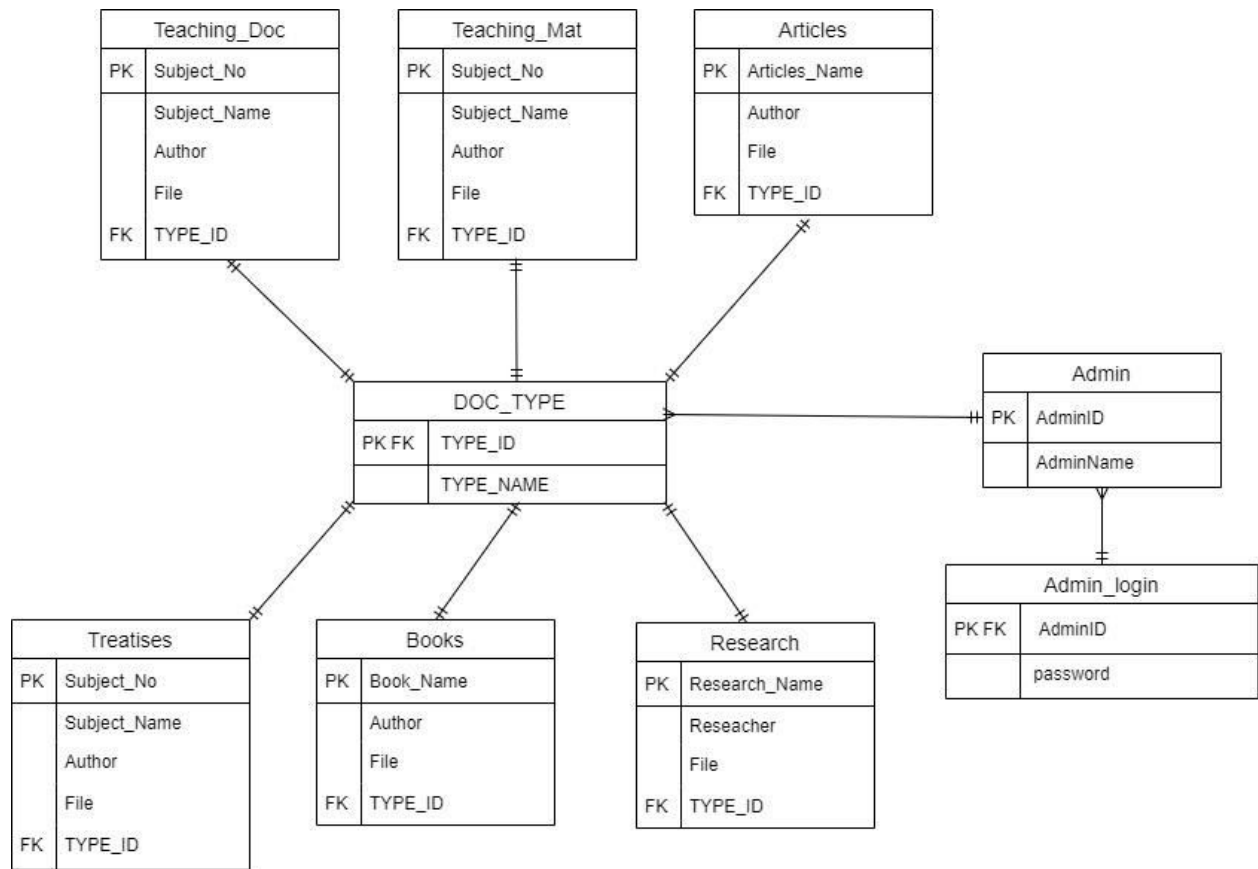 Teaching_Doc
PK Subject_No
Subject_Name
Author
File
FK TYPE_ID
Teaching_Mat
PK Subject_No
Subject_Name
Author
File
FK TYPE_ID
Articles
PK Articles_Name
Author
File
FK TYPE_ID
DOC_TYPE
PK FK TYPE_ID
TYPE_NAME
Admin
PK AdminID
AdminName
Admin_login
PK FK AdminID
password
Treatises
PK Subject_No
Subject_Name
Author
File
FK TYPE_ID
Books
PK Book_Name
Author
File
FK TYPE_ID
Research
PK Research_Name
Reseacher
File
FK TYPE_ID